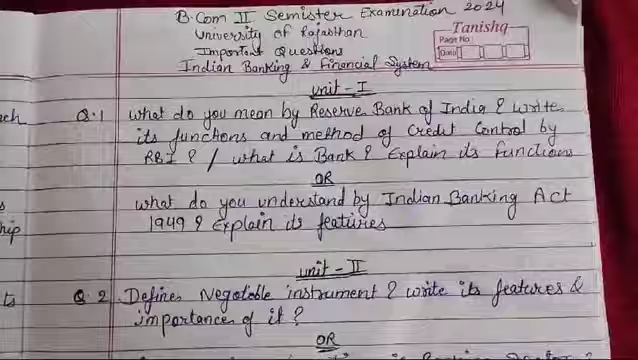 B.Com II Semister Examination 2024
University of Rajasthan
Important Questions
Indian Banking & Financial System
Tanishq
Page No.
Date
Unit - I
Q.1 what do you mean by Reserve Bank of India ? write
its functions and method of Credit Control by
RBI ? / what is Bank ? Explain its functions
OR
what do you understand by Indian Banking Act
1949 ? Explain its features
hip
Unit - II
Q.2 Defines Negotable instrument ? write its features &
importance of it ?
OR